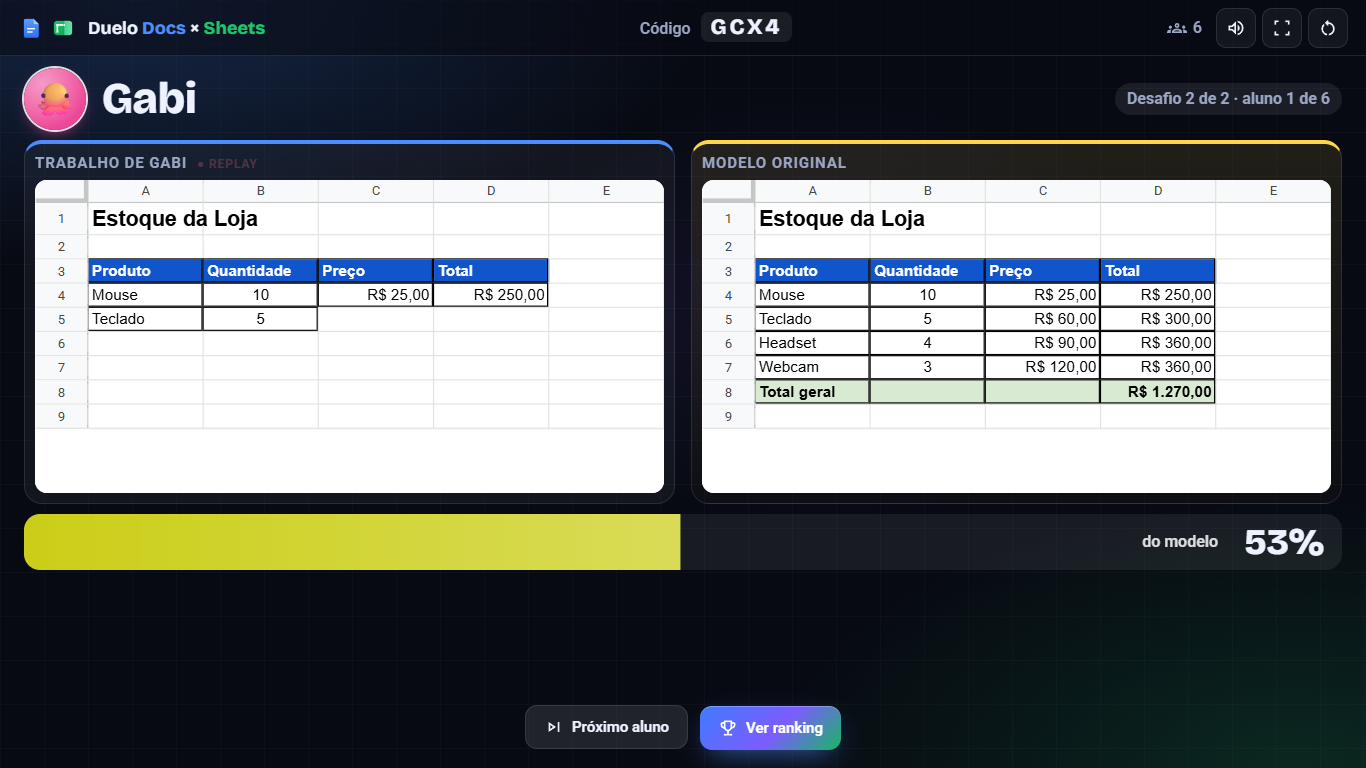 Duelo Docs × Sheets
Código GCX4
6
Gabi
Desafio 2 de 2 · aluno 1 de 6
TRABALHO DE GABI • REPLAY
A B C D E
1 Estoque da Loja
2
3 Produto Quantidade Preço Total
4 Mouse 10 R$ 25,00 R$ 250,00
5 Teclado 5
6
7
8
9
MODELO ORIGINAL
A B C D E
1 Estoque da Loja
2
3 Produto Quantidade Preço Total
4 Mouse 10 R$ 25,00 R$ 250,00
5 Teclado 5 R$ 60,00 R$ 300,00
6 Headset 4 R$ 90,00 R$ 360,00
7 Webcam 3 R$ 120,00 R$ 360,00
8 Total geral R$ 1.270,00
9
do modelo 53%
Próximo aluno
Ver ranking